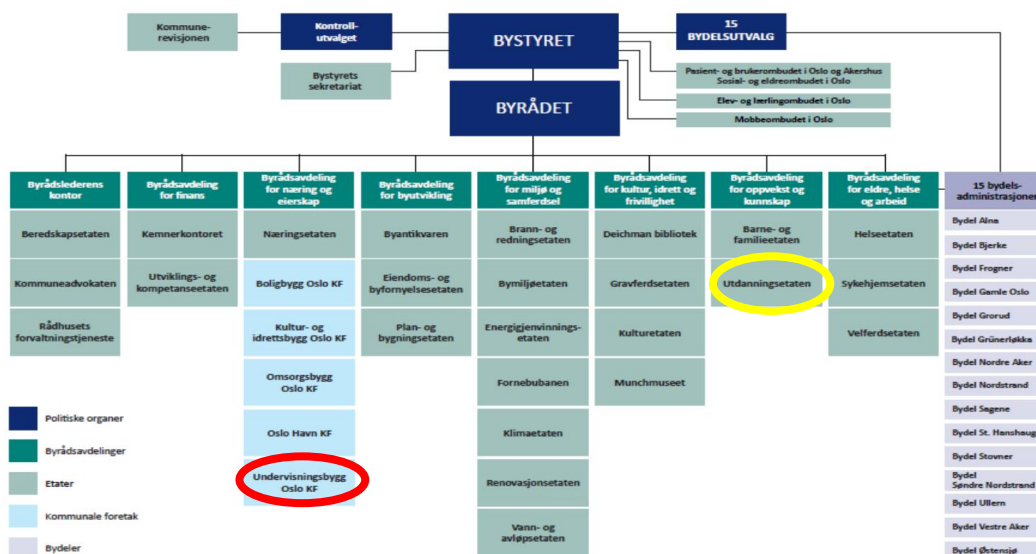 Kommune-
revisjonen
Kontroll-
utvalget
BYSTYRET
15
BYDELSUTVALG
Bystyrets
sekretariat
Pasient- og brukerombudet i Oslo og Akershus
Sosial- og eldreombudet i Oslo
Elev- og lærlingombudet i Oslo
Mobbeombudet i Oslo
BYRÅDET
Byrådslederens
kontor
Beredskapsetaten
Kommuneadvokaten
Rådhusets
forvaltningstjeneste
Byrådsavdeling
for finans
Kemnerkontoret
Utviklings- og
kompetanseetaten
Byrådsavdeling
for næring og
eierskap
Næringsetaten
Boligbygg Oslo KF
Kultur- og
idrettsbygg Oslo KF
Omsorgsbygg
Oslo KF
Oslo Havn KF
Undervisningsbygg
Oslo KF
Byrådsavdeling
for byutvikling
Byantikvaren
Eiendoms- og
byfornyelsesetaten
Plan- og
bygningsetaten
Byrådsavdeling
for miljø og
samferdsel
Brann- og
redningsetaten
Bymiljøetaten
Energigjenvinnings-
etaten
Fornebubanen
Klimaetaten
Renovasjonsetaten
Vann- og
avløpsetaten
Byrådsavdeling
for kultur, idrett og
frivillighet
Deichman bibliotek
Gravferdsetaten
Kulturetaten
Munchmuseet
Byrådsavdeling
for oppvekst og
kunnskap
Barne- og
familieetaten
Utdanningsetaten
Byrådsavdeling
for eldre, helse
og arbeid
Helseetaten
Sykehjemsetaten
Velferdsetaten
15 bydels-
administrasjoner
Bydel Alna
Bydel Bjerke
Bydel Frogner
Bydel Gamle Oslo
Bydel Grorud
Bydel Grünerløkka
Bydel Nordre Aker
Bydel Nordstrand
Bydel Sagene
Bydel St. Hanshaugen
Bydel Stovner
Bydel
Søndre Nordstrand
Bydel Ullern
Bydel Vestre Aker
Bydel Østensjø
Politiske organer
Byrådsavdelinger
Etater
Kommunale foretak
Bydeler